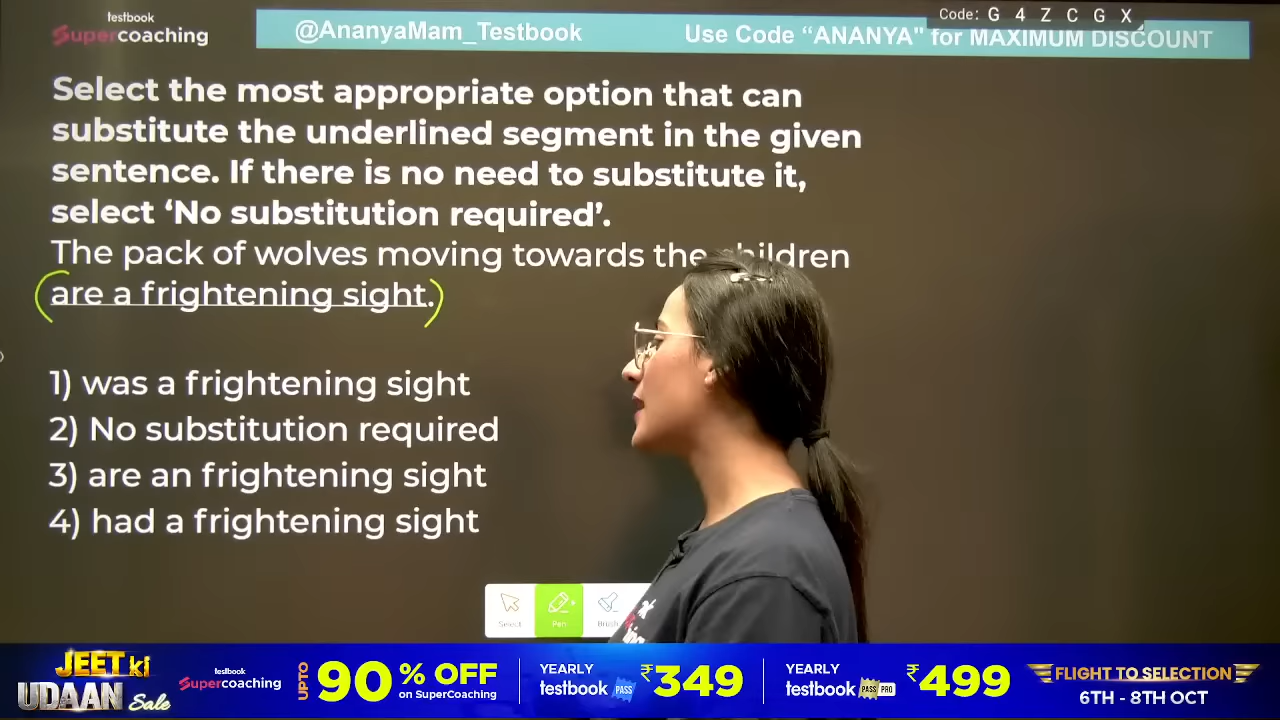 testbook
Supercoaching
@AnanyaMam_Testbook
Use Code “ANANYA" for MAXIMUM DISCOUNT
Code: G 4 Z C G X
Select the most appropriate option that can
substitute the underlined segment in the given
sentence. If there is no need to substitute it,
select ‘No substitution required’.
The pack of wolves moving towards the children
(are a frightening sight.)
1) was a frightening sight
2) No substitution required
3) are an frightening sight
4) had a frightening sight
Select
Pen
Brush
JEET ki
UDAAN Sale
testbook
Supercoaching
UPTO 90% OFF
on SuperCoaching
YEARLY
testbook PASS
₹349
YEARLY
testbook PASS PRO
₹499
FLIGHT TO SELECTION
6TH - 8TH OCT